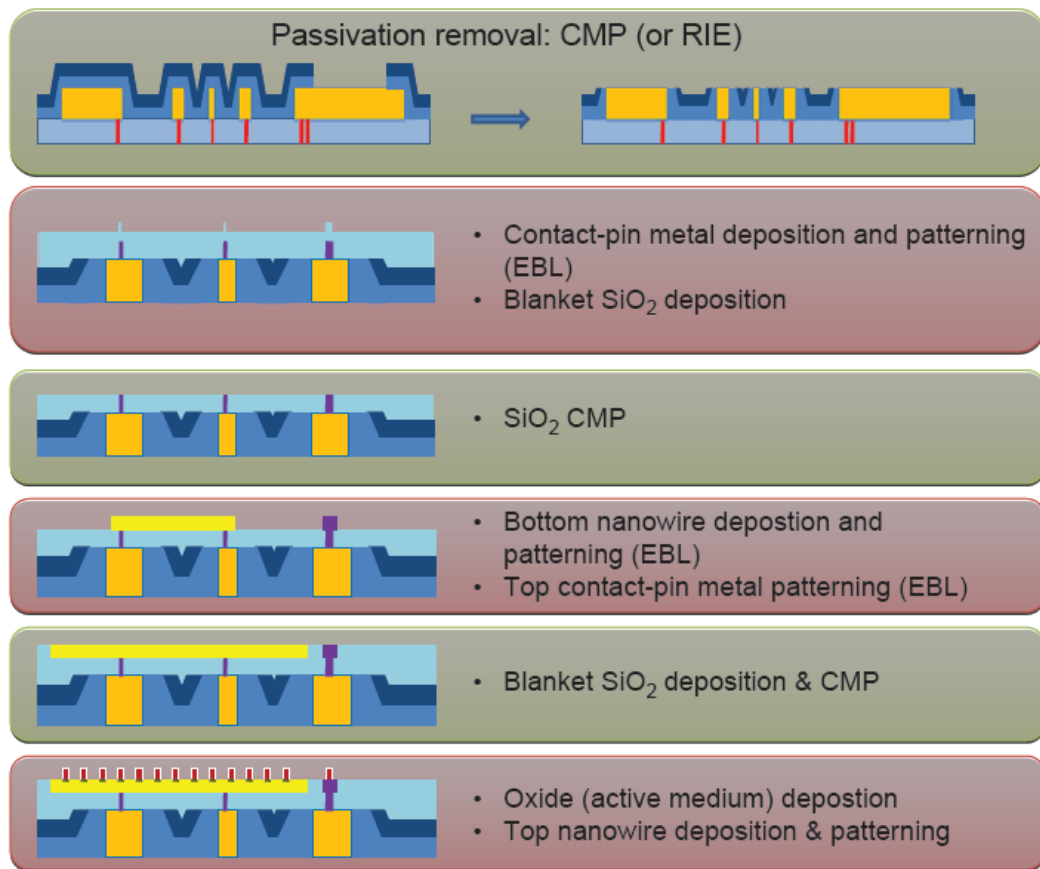 Passivation removal: CMP (or RIE)
• Contact-pin metal deposition and patterning
(EBL)
• Blanket SiO₂ deposition
• SiO₂ CMP
• Bottom nanowire depostion and
patterning (EBL)
• Top contact-pin metal patterning (EBL)
• Blanket SiO₂ deposition & CMP
• Oxide (active medium) depostion
• Top nanowire deposition & patterning